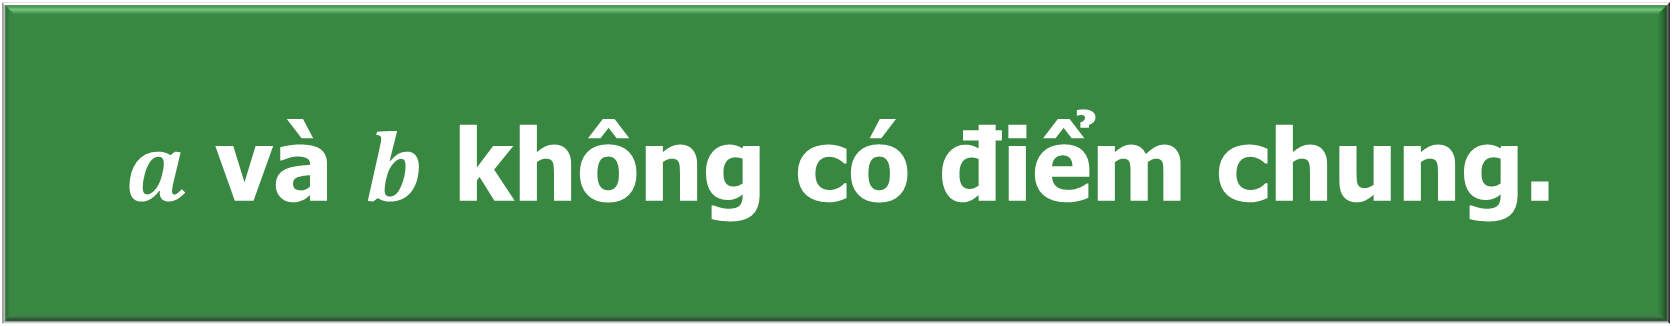 a và b không có điểm chung.